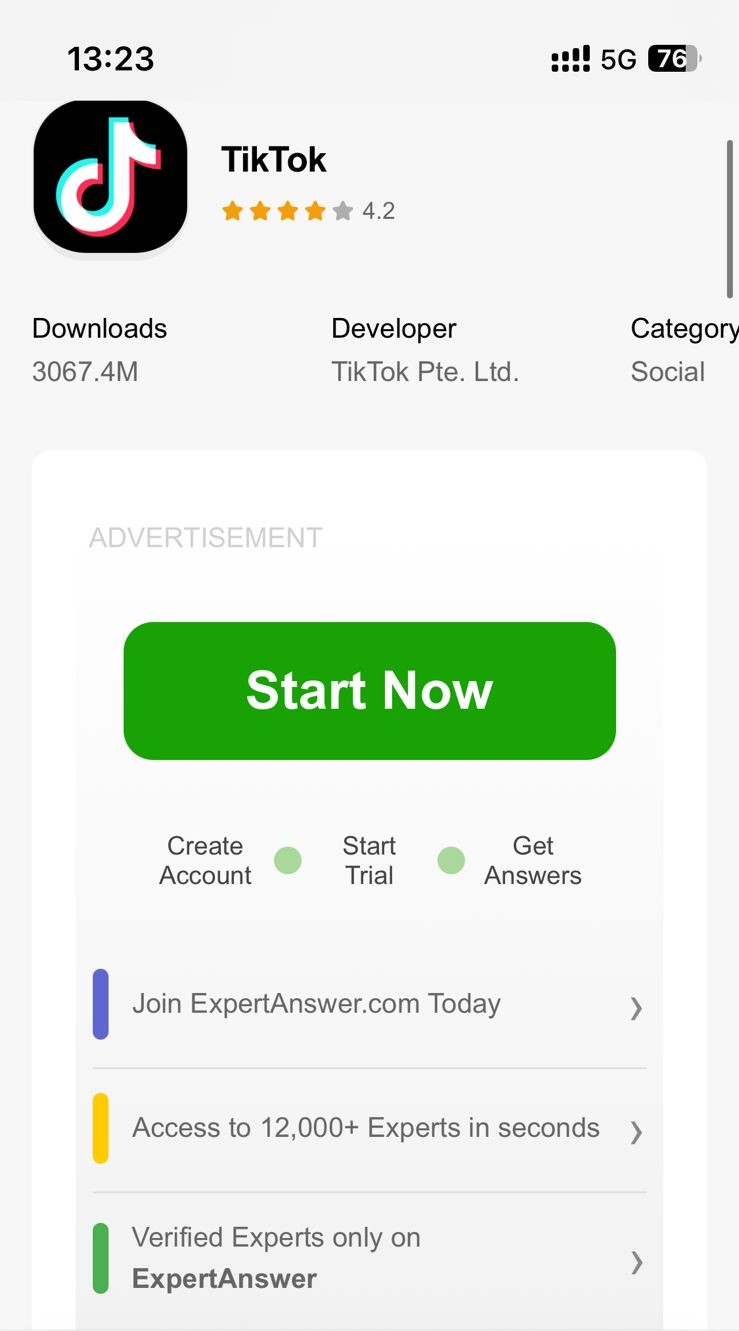 13:23
5G 76
TikTok
4.2
Downloads Developer Category
3067.4M TikTok Pte. Ltd. Social
ADVERTISEMENT
Start Now
Create Start Get
Account Trial Answers
Join ExpertAnswer.com Today
Access to 12,000+ Experts in seconds
Verified Experts only on
ExpertAnswer